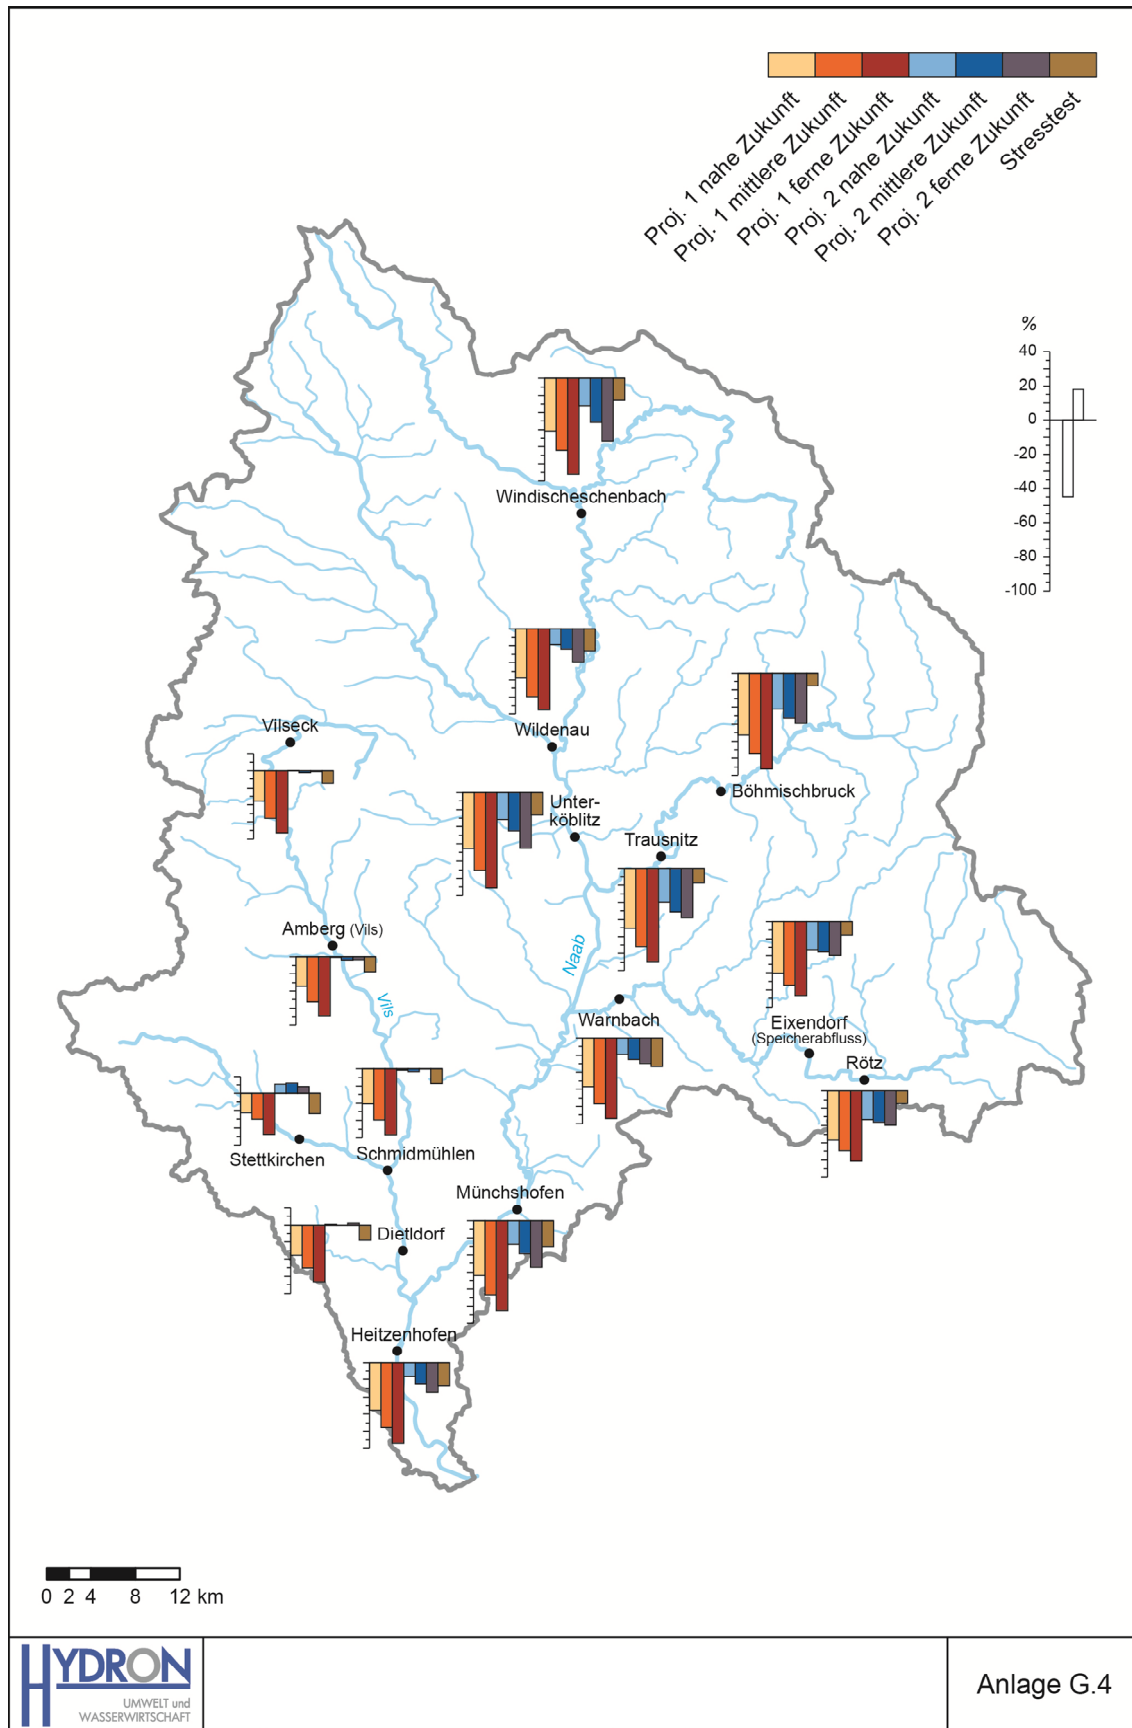 Proj. 1 nahe Zukunft
Proj. 1 mittlere Zukunft
Proj. 1 ferne Zukunft
Proj. 2 nahe Zukunft
Proj. 2 mittlere Zukunft
Proj. 2 ferne Zukunft
Stresstest
%
40
20
0
-20
-40
-60
-80
-100
Windischeschenbach
Vilseck
Wildenau
Böhmischbruck
Unter-
köblitz
Trausnitz
Amberg (Vils)
Naab
Vils
Warnbach
Eixendorf
(Speicherabfluss)
Rötz
Stettkirchen
Schmidmühlen
Münchshofen
Dietldorf
Heitzenhofen
0 2 4 8 12 km
HYDRON
UMWELT und
WASSERWIRTSCHAFT
Anlage G.4